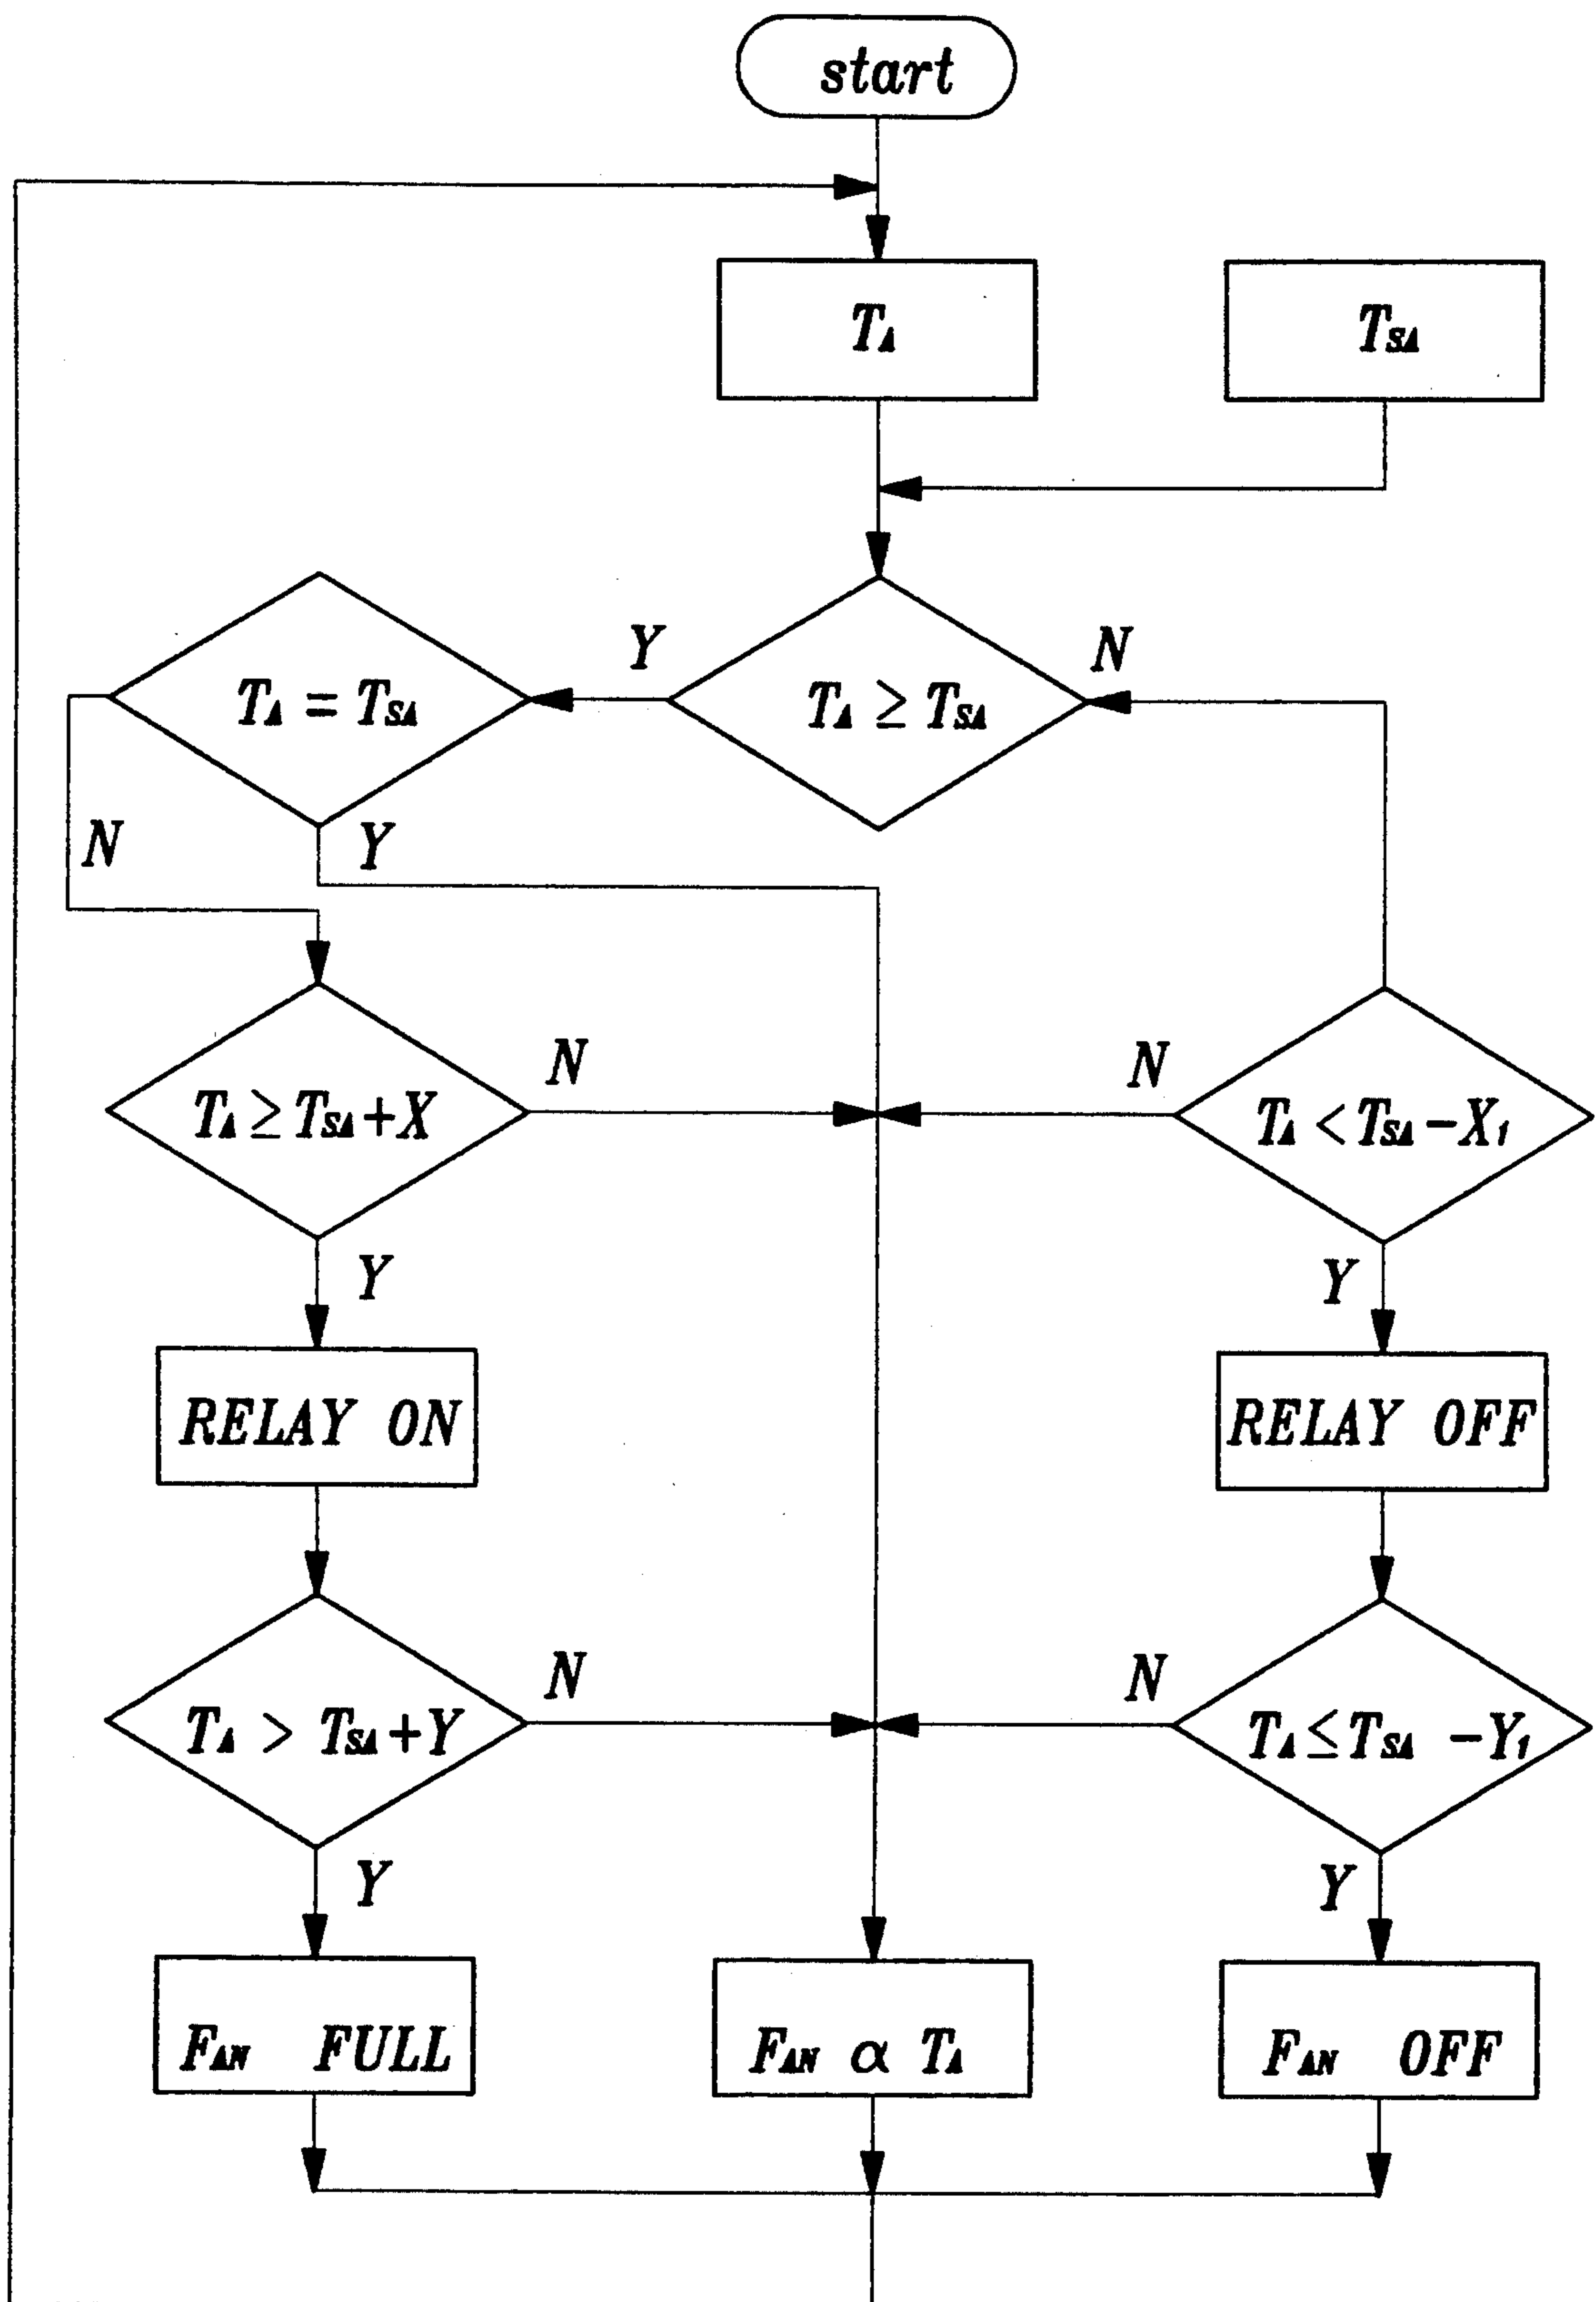 start
TA
TSA
Y
N
TA = TSA
TA ≥ TSA
N
Y
N
N
TA ≥ TSA+X
TA < TSA−X1
Y
Y
RELAY ON
RELAY OFF
N
N
TA > TSA+Y
TA ≤ TSA −Y1
Y
Y
FAN FULL
FAN ∝ TA
FAN OFF